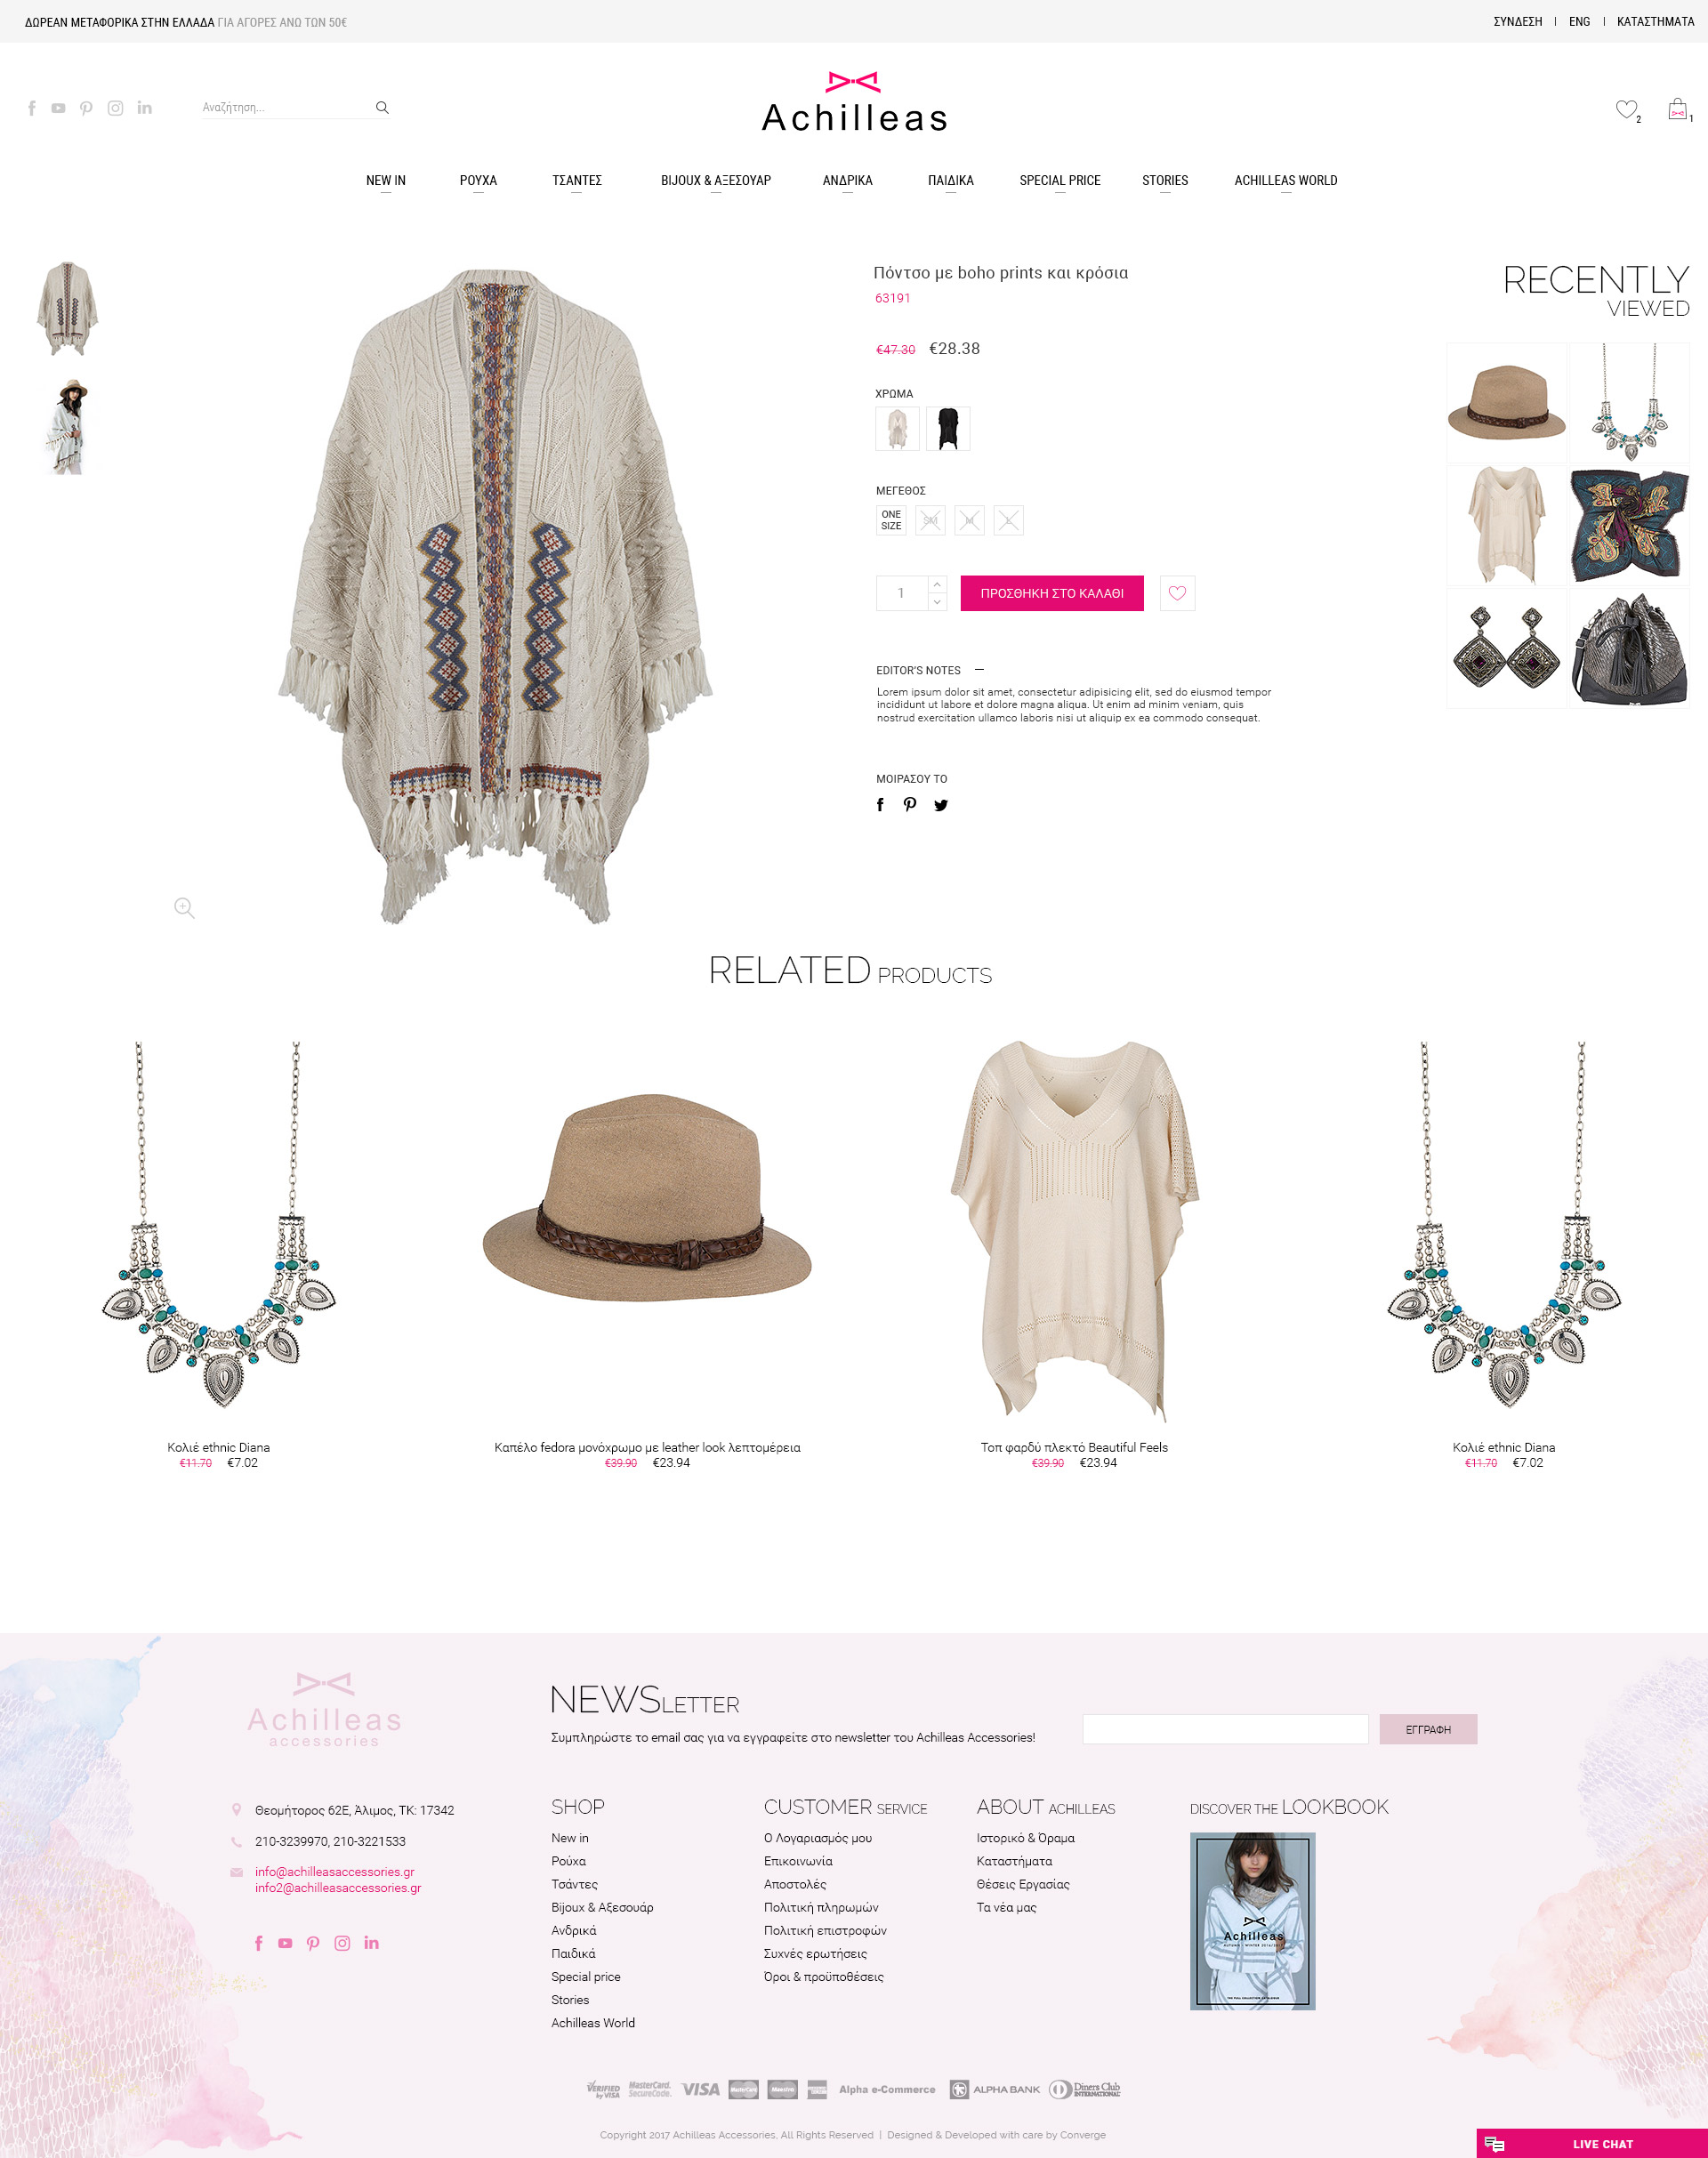 ΔΩΡΕΑΝ ΜΕΤΑΦΟΡΙΚΑ ΣΤΗΝ ΕΛΛΑΔΑ ΓΙΑ ΑΓΟΡΕΣ ΑΝΩ ΤΩΝ 50€
ΣΥΝΔΕΣΗ | ENG | ΚΑΤΑΣΤΗΜΑΤΑ
Αναζήτηση...
Achilleas
2
1
NEW IN ΡΟΥΧΑ ΤΣΑΝΤΕΣ BIJOUX & ΑΞΕΣΟΥΑΡ ΑΝΔΡΙΚΑ ΠΑΙΔΙΚΑ SPECIAL PRICE STORIES ACHILLEAS WORLD
Πόντσο με boho prints και κρόσια
63191
€47.30 €28.38
ΧΡΩΜΑ
ΜΕΓΕΘΟΣ
ONE
SIZE
SM M L
1
ΠΡΟΣΘΗΚΗ ΣΤΟ ΚΑΛΑΘΙ
EDITOR'S NOTES
Lorem ipsum dolor sit amet, consectetur adipisicing elit, sed do eiusmod tempor
incididunt ut labore et dolore magna aliqua. Ut enim ad minim veniam, quis
nostrud exercitation ullamco laboris nisi ut aliquip ex ea commodo consequat.
ΜΟΙΡΑΣΟΥ ΤΟ
RECENTLY
VIEWED
RELATED PRODUCTS
Κολιέ ethnic Diana
€11.70 €7.02
Καπέλο fedora μονόχρωμο με leather look λεπτομέρεια
€39.90 €23.94
Τοπ φαρδύ πλεκτό Beautiful Feels
€39.90 €23.94
Κολιέ ethnic Diana
€11.70 €7.02
Achilleas
accessories
NEWSLETTER
Συμπληρώστε το email σας για να εγγραφείτε στο newsletter του Achilleas Accessories!
ΕΓΓΡΑΦΗ
Θεομήτορος 62Ε, Άλιμος, ΤΚ: 17342
210-3239970, 210-3221533
info@achilleasaccessories.gr
info2@achilleasaccessories.gr
SHOP
New in
Ρούχα
Τσάντες
Bijoux & Αξεσουάρ
Ανδρικά
Παιδικά
Special price
Stories
Achilleas World
CUSTOMER SERVICE
Ο Λογαριασμός μου
Επικοινωνία
Αποστολές
Πολιτική πληρωμών
Πολιτική επιστροφών
Συχνές ερωτήσεις
Όροι & προϋποθέσεις
ABOUT ACHILLEAS
Ιστορικό & Όραμα
Καταστήματα
Θέσεις Εργασίας
Τα νέα μας
DISCOVER THE LOOKBOOK
Achilleas
VERIFIED by VISA MasterCard. SecureCode. VISA MasterCard Maestro Alpha e-Commerce ALPHA BANK Diners Club INTERNATIONAL
Copyright 2017 Achilleas Accessories, All Rights Reserved | Designed & Developed with care by Converge
LIVE CHAT